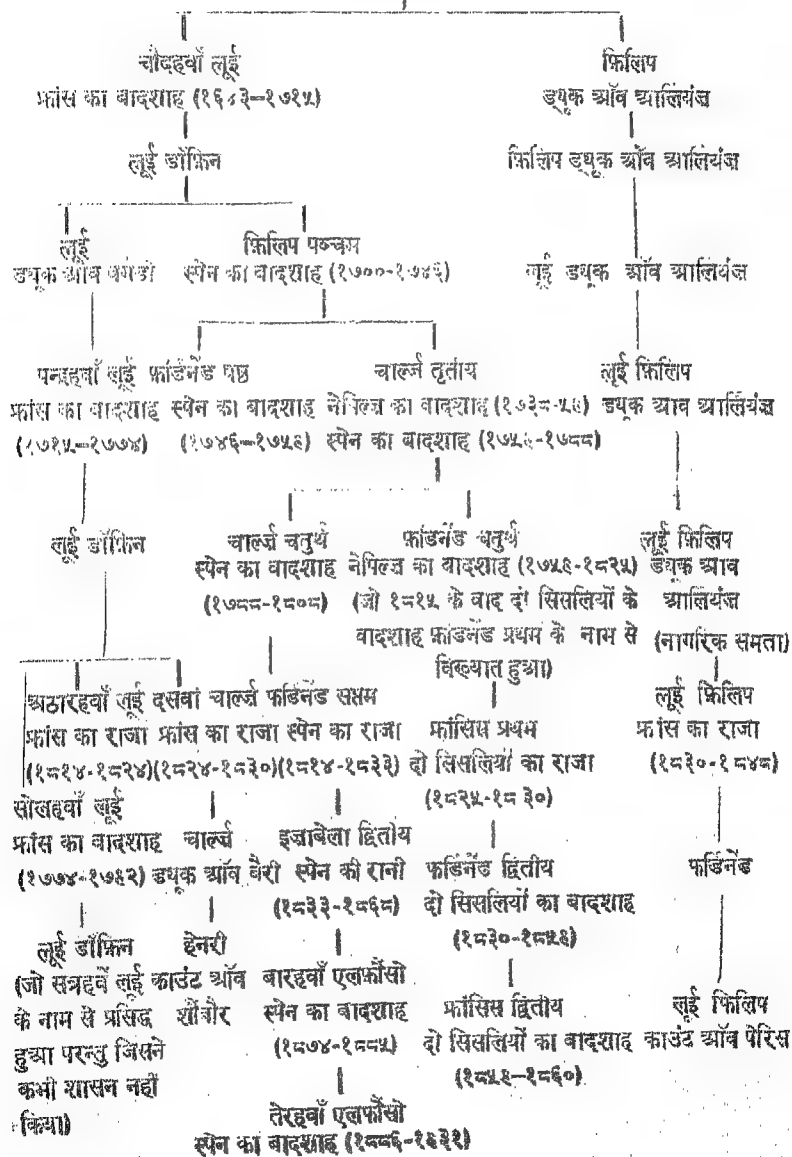 चौदहवाँ लूई फ़िलिप
फ्रांस का बादशाह (१६४३–१७१५) ड्यूक ऑव आर्लियंज़
लूई डॉफ़िन फ़िलिप ड्यूक ऑव आर्लियंज़
लूई फ़िलिप पञ्चम
ड्यूक ऑव बर्गंडी स्पेन का बादशाह (१७००-१७४६) लूई ड्यूक ऑव आर्लियंज़
पन्द्रहवाँ लूई फ़र्डिनेंड षष्ठ चार्ल्ज़ तृतीय लूई फ़िलिप
फ्रांस का बादशाह स्पेन का बादशाह नेपिल्ज़ का बादशाह (१७३८-५९) ड्यूक आव आर्लियंज़
(१७१५–१७७४) (१७४६–१७५९) स्पेन का बादशाह (१७५९-१७८८)
लूई डॉफ़िन चार्ल्ज़ चतुर्थ फ़र्डिनेंड चतुर्थ लूई फ़िलिप
स्पेन का बादशाह नेपिल्ज़ का बादशाह (१७५९-१८२५) ड्यूक आव
(१७८८-१८०८) (जो १८१५ के बाद दो सिसलियों के आर्लियंज़
बादशाह फ़र्डिनेंड प्रथम के नाम से (नागरिक समता)
विख्यात हुआ)
अठारहवाँ लूई दसवां चार्ल्ज़ फ़र्डिनेंड सप्तम लूई फ़िलिप
फ्रांस का राजा फ्रांस का राजा स्पेन का राजा फ्रांसिस प्रथम फ्रांस का राजा
(१८१४-१८२४) (१८२४-१८३०) (१८१४-१८३३) दो सिसलियों का राजा (१८३०-१८४८)
(१८२५-१८३०)
सोलहवाँ लूई
फ्रांस का बादशाह चार्ल्ज़ इज़ाबेला द्वितीय
(१७७४-१७९२) ड्यूक ऑव बैरी स्पेन की रानी फ़र्डिनेंड द्वितीय फर्डिनेंड
(१८३३-१८६८) दो सिसलियों का बादशाह
(१८३०-१८५९)
लूई डॉफ़िन हेनरी
(जो सत्रहवें लूई काउंट ऑव बारहवाँ एलफ़ौंसो
के नाम से प्रसिद्ध शाँबौर स्पेन का बादशाह फ्रांसिस द्वितीय लूई फ़िलिप
हुआ परन्तु जिसने (१८७४-१८८५) दो सिसलियों का बादशाह काउंट ऑव पेरिस
कभी शासन नहीं (१८५९–१८६०)
किया) तेरहवाँ एलफ़ौंसो
स्पेन का बादशाह (१८८६-१९३१)